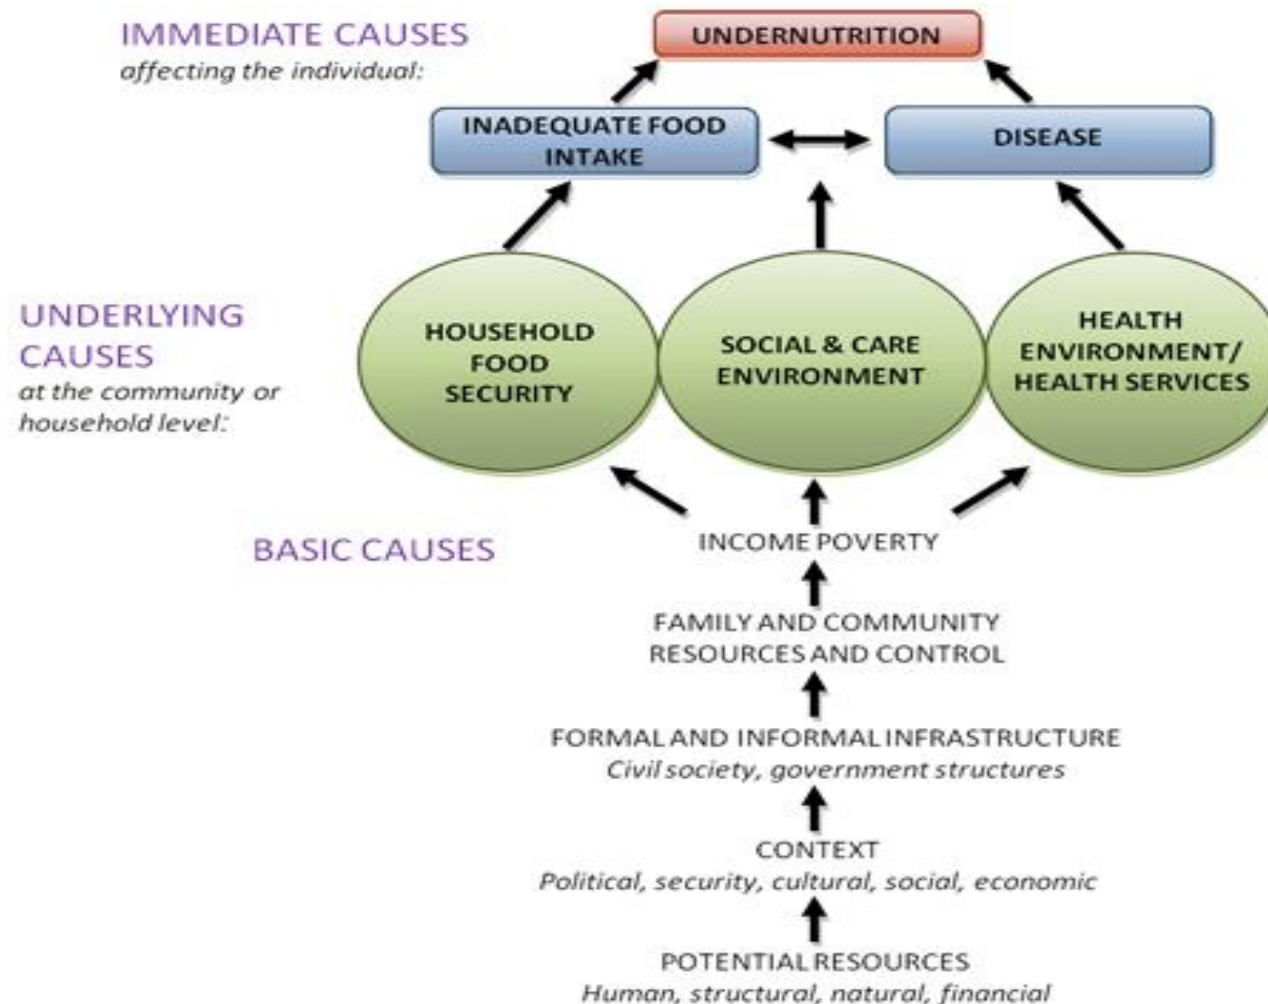 IMMEDIATE CAUSES
affecting the individual:
UNDERNUTRITION
INADEQUATE FOOD
INTAKE
DISEASE
UNDERLYING
CAUSES
at the community or
household level:
HOUSEHOLD
FOOD
SECURITY
SOCIAL & CARE
ENVIRONMENT
HEALTH
ENVIRONMENT/
HEALTH SERVICES
BASIC CAUSES
INCOME POVERTY
FAMILY AND COMMUNITY
RESOURCES AND CONTROL
FORMAL AND INFORMAL INFRASTRUCTURE
Civil society, government structures
CONTEXT
Political, security, cultural, social, economic
POTENTIAL RESOURCES
Human, structural, natural, financial